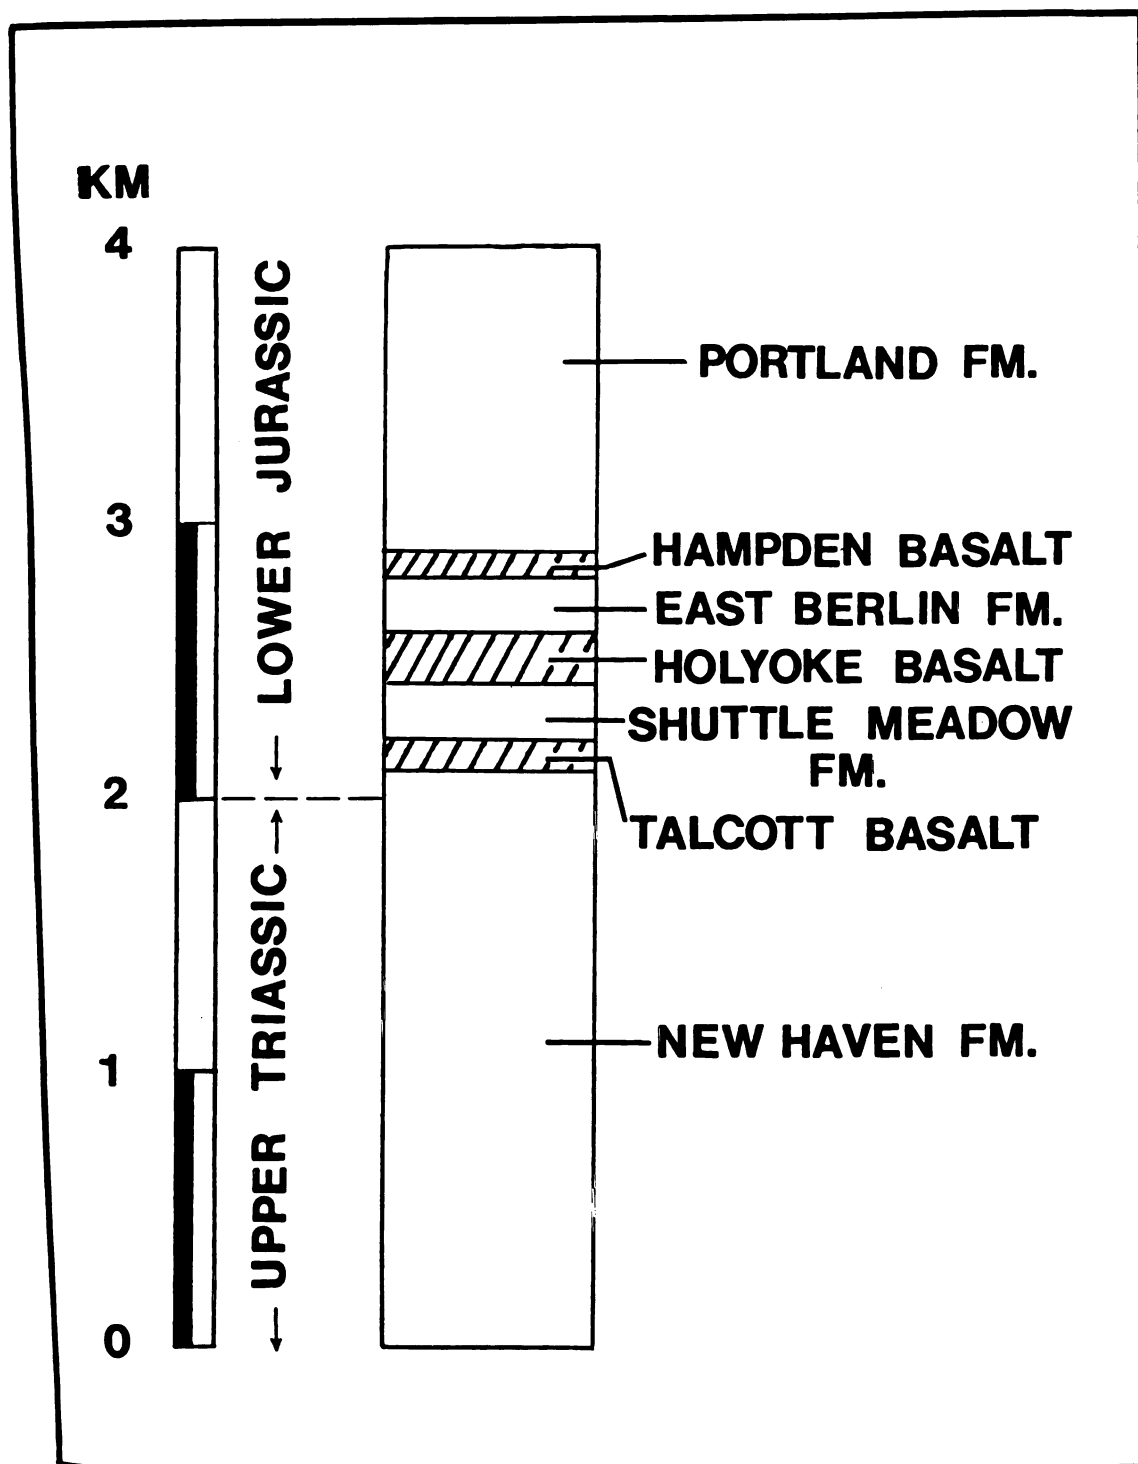 KM
4
3
2
1
0
LOWER JURASSIC
UPPER TRIASSIC
PORTLAND FM.
HAMPDEN BASALT
EAST BERLIN FM.
HOLYOKE BASALT
SHUTTLE MEADOW
FM.
TALCOTT BASALT
NEW HAVEN FM.